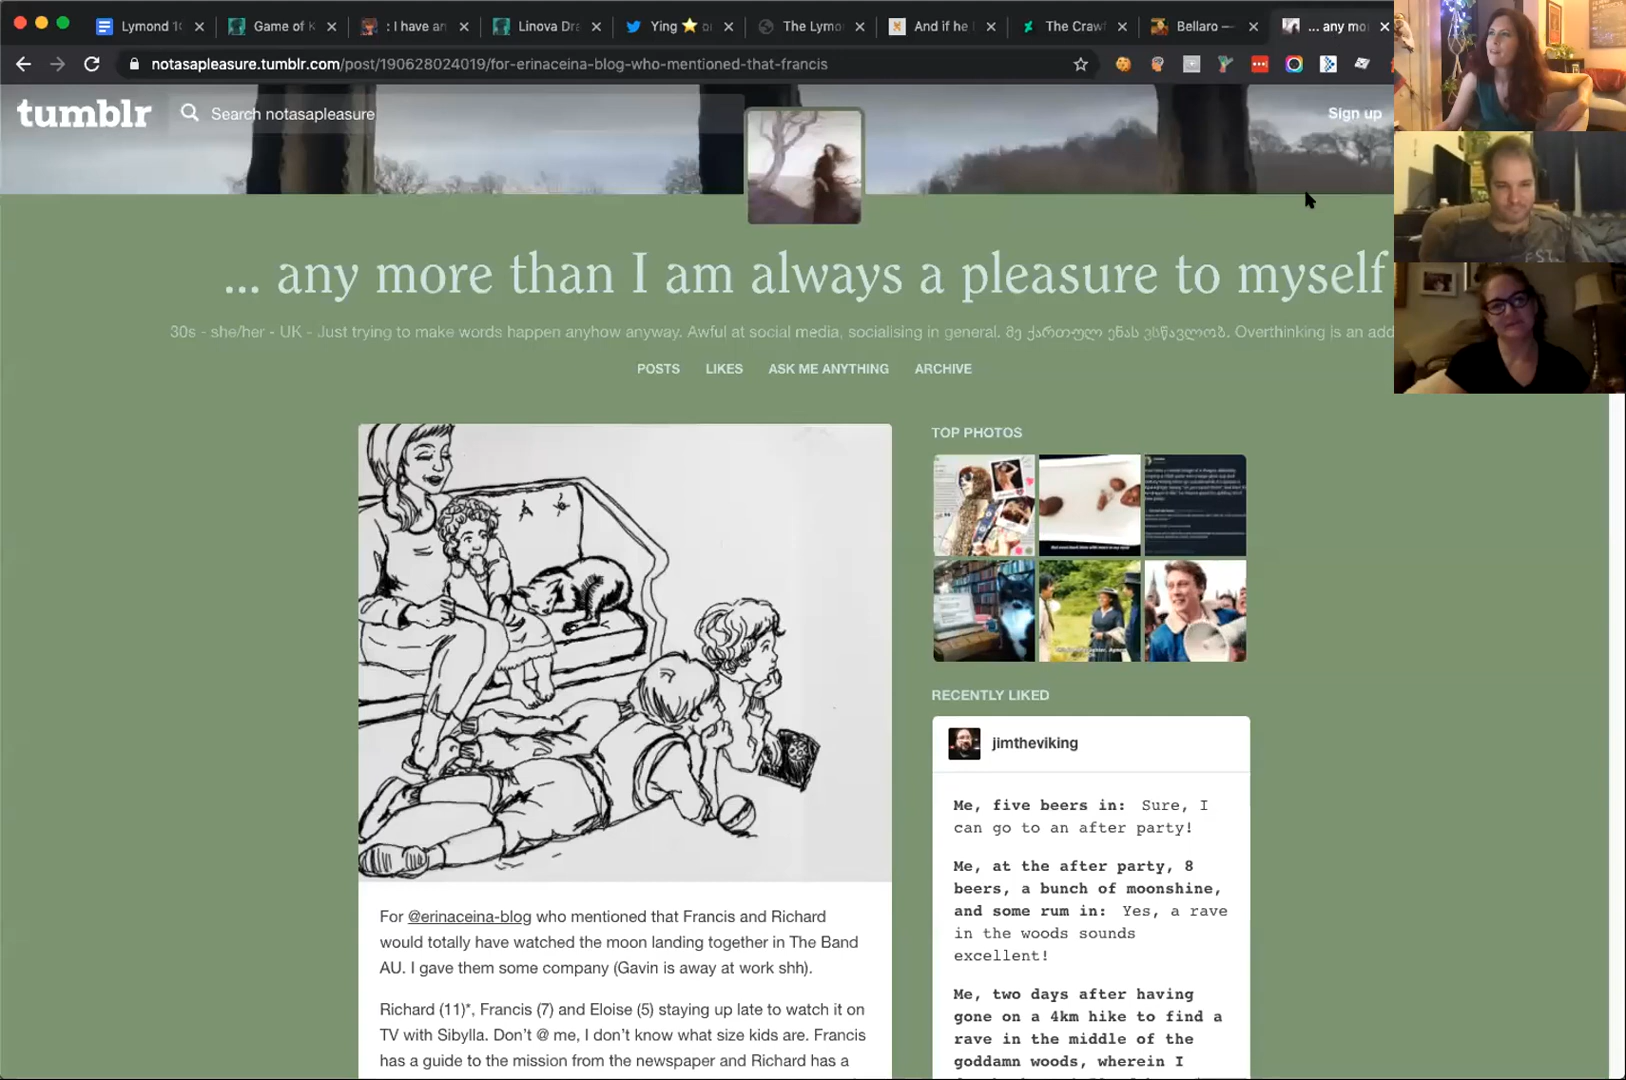 Lymond 1
Game of K
: I have an
Linova Dra
Ying ⭐ o
The Lymo
And if he
The Crawf
Bellaro —
... any mo
notasapleasure.tumblr.com/post/190628024019/for-erinaceina-blog-who-mentioned-that-francis
tumblr
Search notasapleasure
Sign up
... any more than I am always a pleasure to myself
30s - she/her - UK - Just trying to make words happen anyhow anyway. Awful at social media, socialising in general. მე ქართულ ენას ვსწავლობ. Overthinking is an add
POSTS LIKES ASK ME ANYTHING ARCHIVE
TOP PHOTOS
RECENTLY LIKED
jimtheviking
Me, five beers in: Sure, I
can go to an after party!
Me, at the after party, 8
beers, a bunch of moonshine,
and some rum in: Yes, a rave
in the woods sounds
excellent!
Me, two days after having
gone on a 4km hike to find a
rave in the middle of the
goddamn woods, wherein I
For @erinaceina-blog who mentioned that Francis and Richard
would totally have watched the moon landing together in The Band
AU. I gave them some company (Gavin is away at work shh).
Richard (11)*, Francis (7) and Eloise (5) staying up late to watch it on
TV with Sibylla. Don't @ me, I don't know what size kids are. Francis
has a guide to the mission from the newspaper and Richard has a